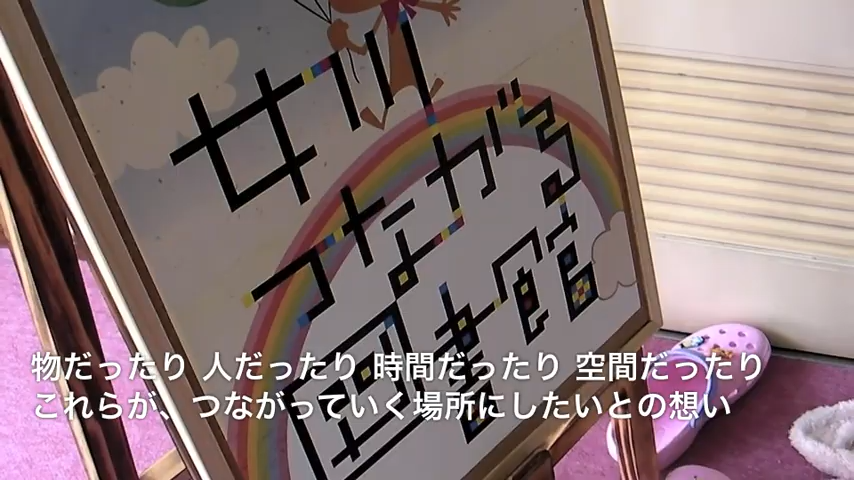 女川
つながる
図書館
物だったり 人だったり 時間だったり 空間だったり
これらが、つながっていく場所にしたいとの想い